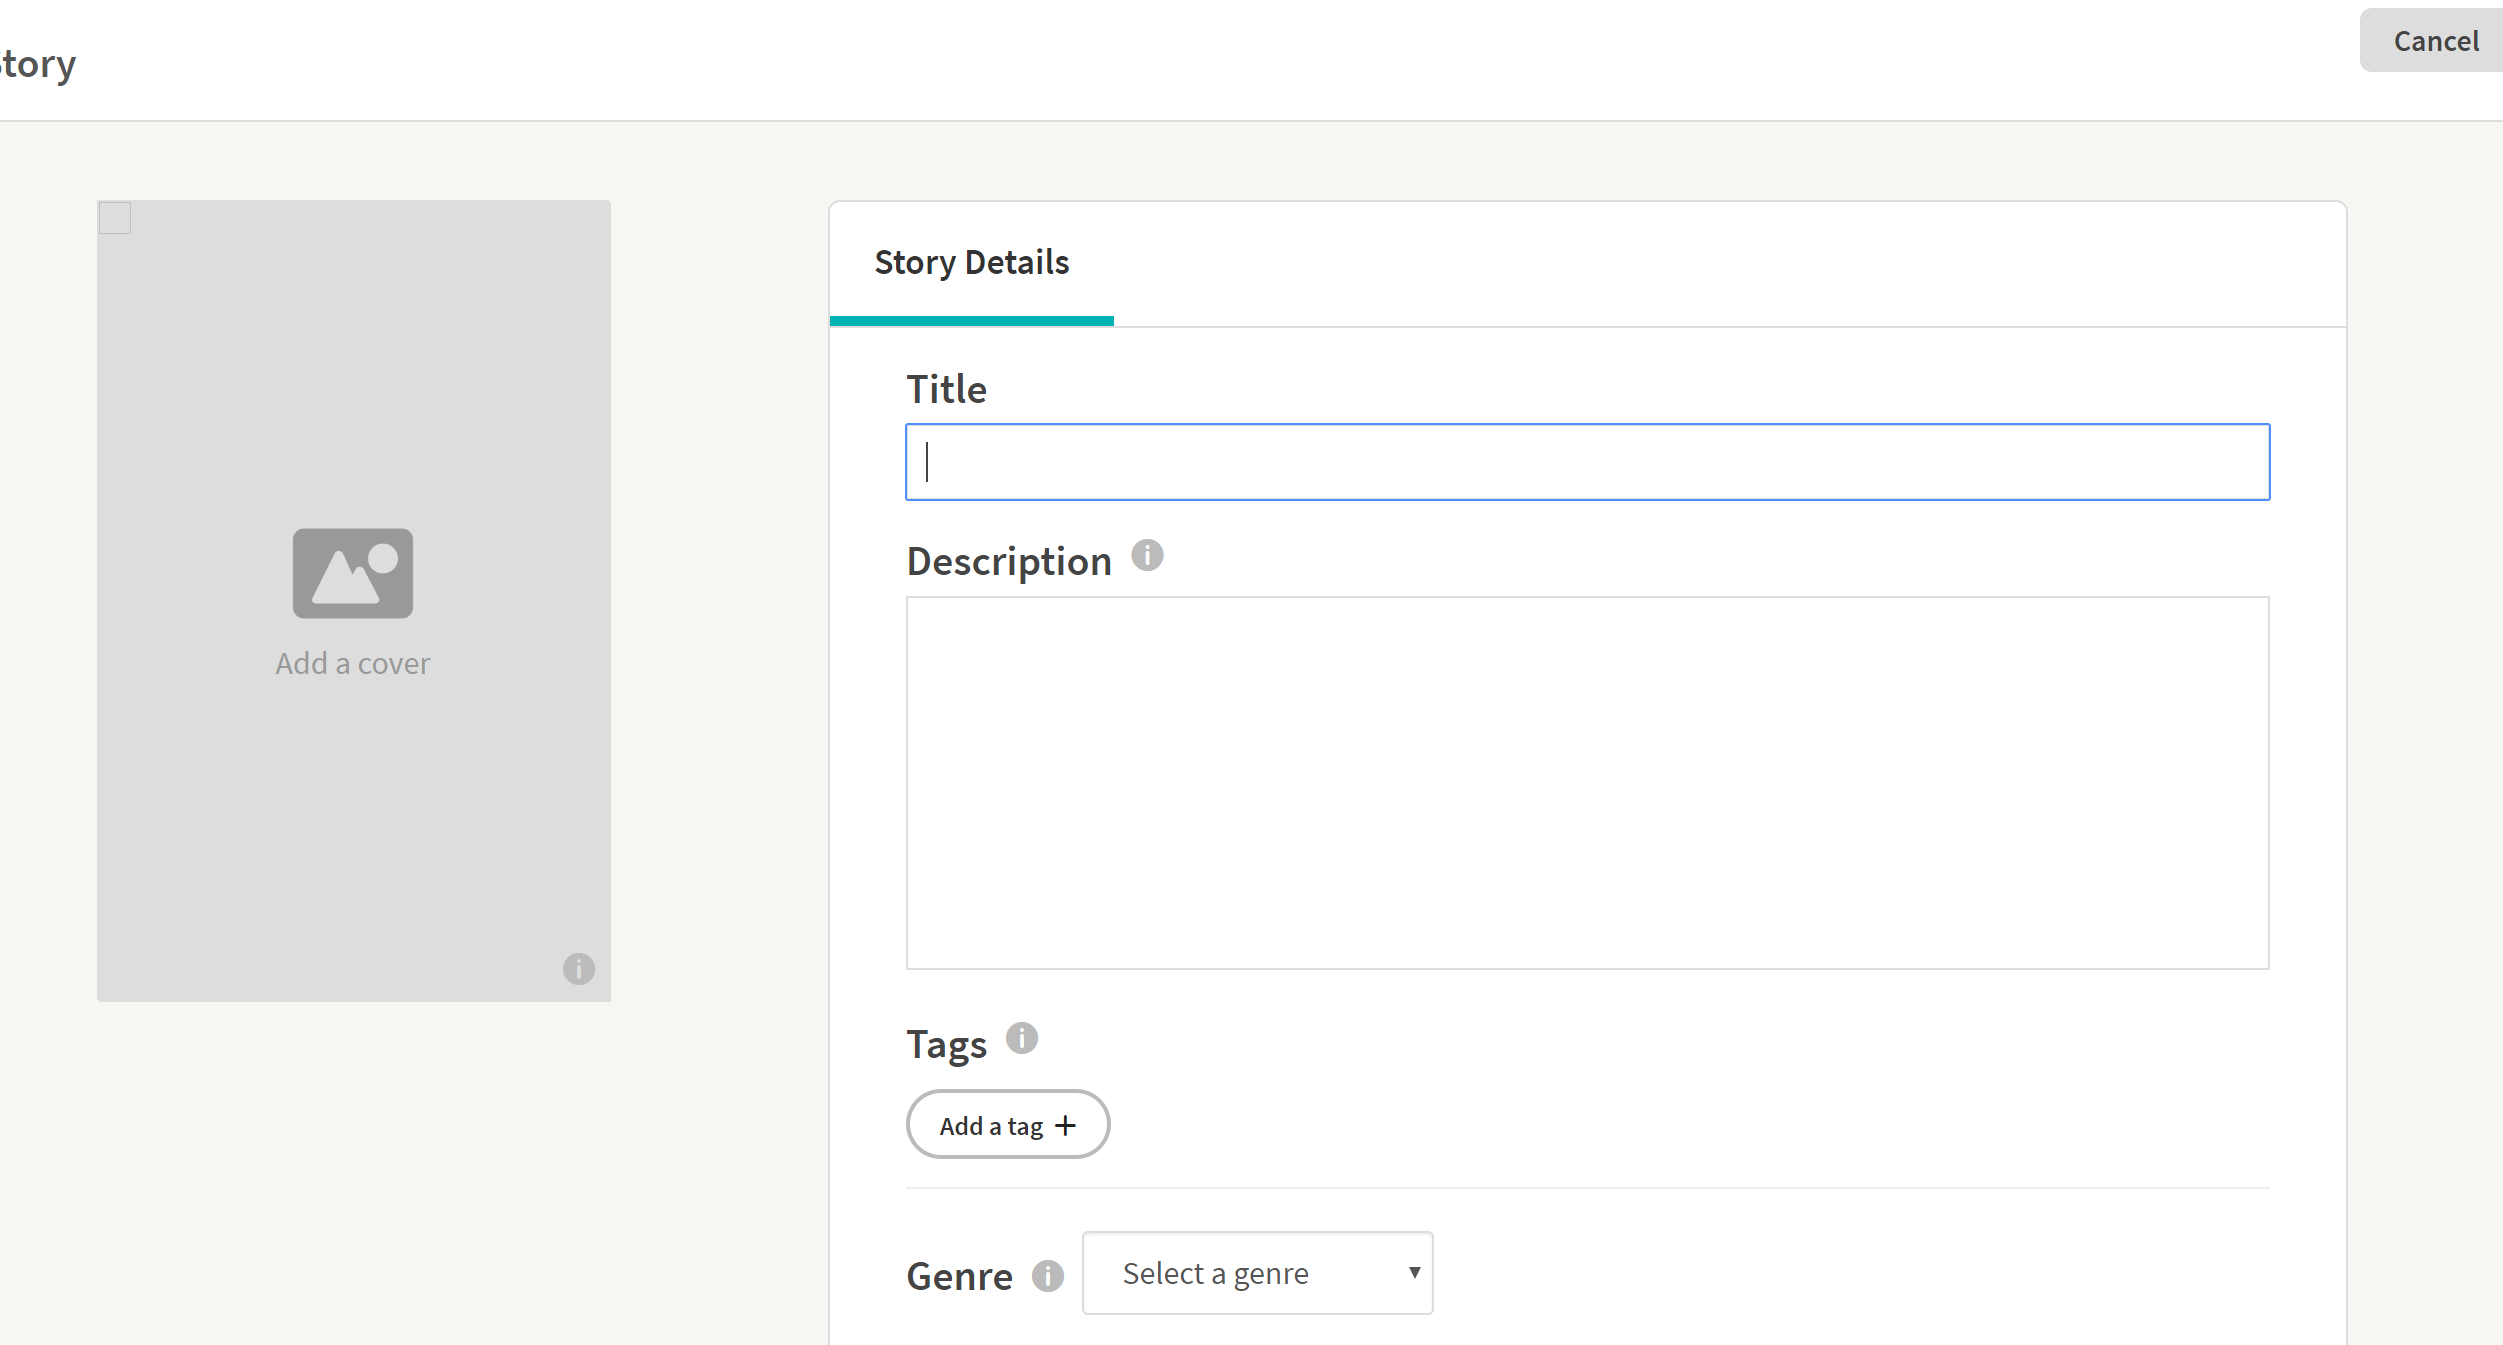 tory
Cancel
Add a cover
Story Details
Title
Description
Tags
Add a tag +
Genre
Select a genre